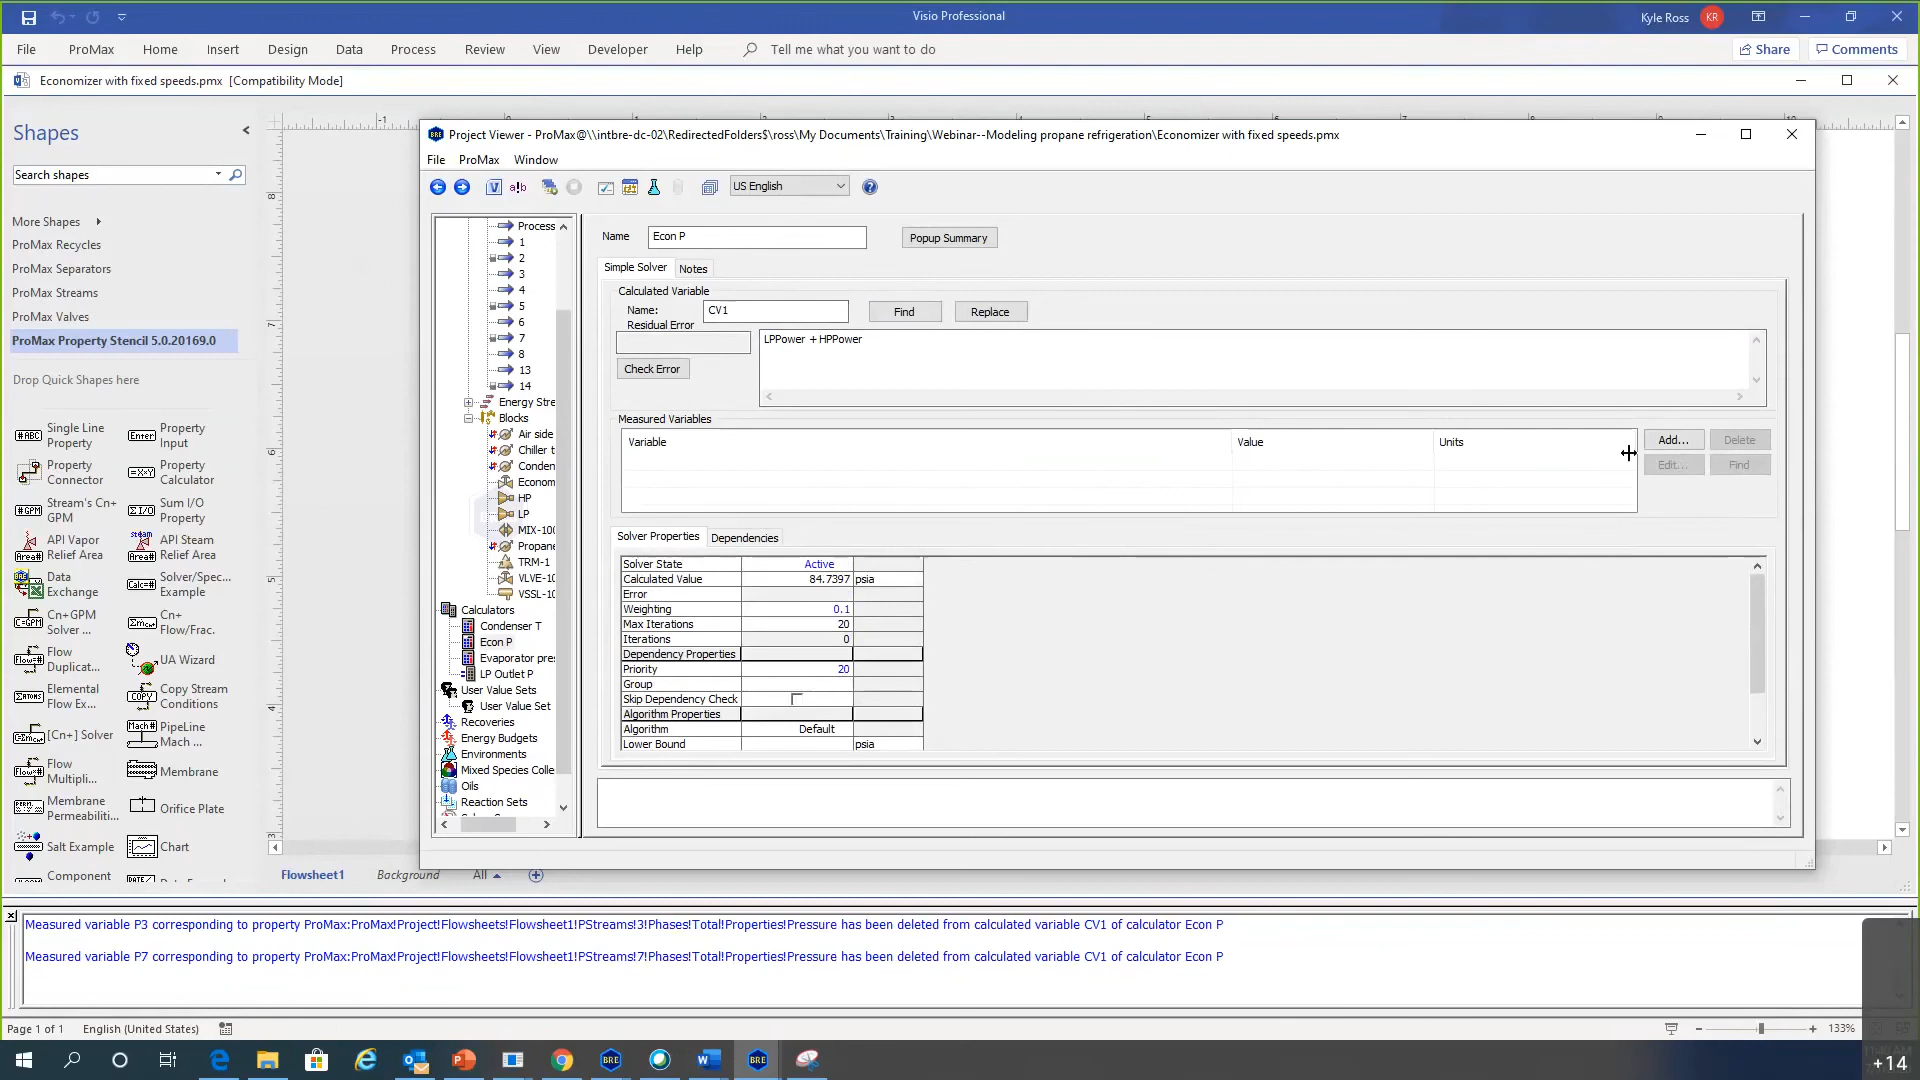 Visio Professional
Kyle Ross KR
File ProMax Home Insert Design Data Process Review View Developer Help Tell me what you want to do
Share Comments
Economizer with fixed speeds.pmx [Compatibility Mode]
Shapes
Search shapes
More Shapes
ProMax Recycles
ProMax Separators
ProMax Streams
ProMax Valves
ProMax Property Stencil 5.0.20169.0
Drop Quick Shapes here
Single Line Property
Property Input
Property Connector
Property Calculator
Stream's Cn+ GPM
Sum I/O Property
API Vapor Relief Area
API Steam Relief Area
Data Exchange
Solver/Spec... Example
Cn+GPM Solver ...
Cn+ Flow/Frac.
Flow Duplicat...
UA Wizard
Elemental Flow Ex...
Copy Stream Conditions
[Cn+] Solver
PipeLine Mach ...
Flow Multipli...
Membrane
Membrane Permeabiliti...
Orifice Plate
Salt Example
Chart
Component
Project Viewer - ProMax@\\intbre-dc-02\RedirectedFolders$\ross\My Documents\Training\Webinar--Modeling propane refrigeration\Economizer with fixed speeds.pmx
File ProMax Window
US English
Process
1
2
3
4
5
6
7
8
13
14
Energy Stre
Blocks
Air side
Chiller t
Conden
Econom
HP
LP
MIX-100
Propane
TRM-1
VLVE-10
VSSL-10
Calculators
Condenser T
Econ P
Evaporator pres
LP Outlet P
User Value Sets
User Value Set
Recoveries
Energy Budgets
Environments
Mixed Species Colle
Oils
Reaction Sets
Name Econ P Popup Summary
Simple Solver Notes
Calculated Variable
Name: CV1 Find Replace
Residual Error
LPPower + HPPower
Check Error
Measured Variables
Variable Value Units
Add... Delete
Edit... Find
Solver Properties Dependencies
Solver State Active
Calculated Value 84.7397 psia
Error
Weighting 0.1
Max Iterations 20
Iterations 0
Dependency Properties
Priority 20
Group
Skip Dependency Check
Algorithm Properties
Algorithm Default
Lower Bound psia
Flowsheet1 Background All
Measured variable P3 corresponding to property ProMax:ProMax!Project!Flowsheets!Flowsheet1!PStreams!3!Phases!Total!Properties!Pressure has been deleted from calculated variable CV1 of calculator Econ P
Measured variable P7 corresponding to property ProMax:ProMax!Project!Flowsheets!Flowsheet1!PStreams!7!Phases!Total!Properties!Pressure has been deleted from calculated variable CV1 of calculator Econ P
Page 1 of 1 English (United States)
133%
+14